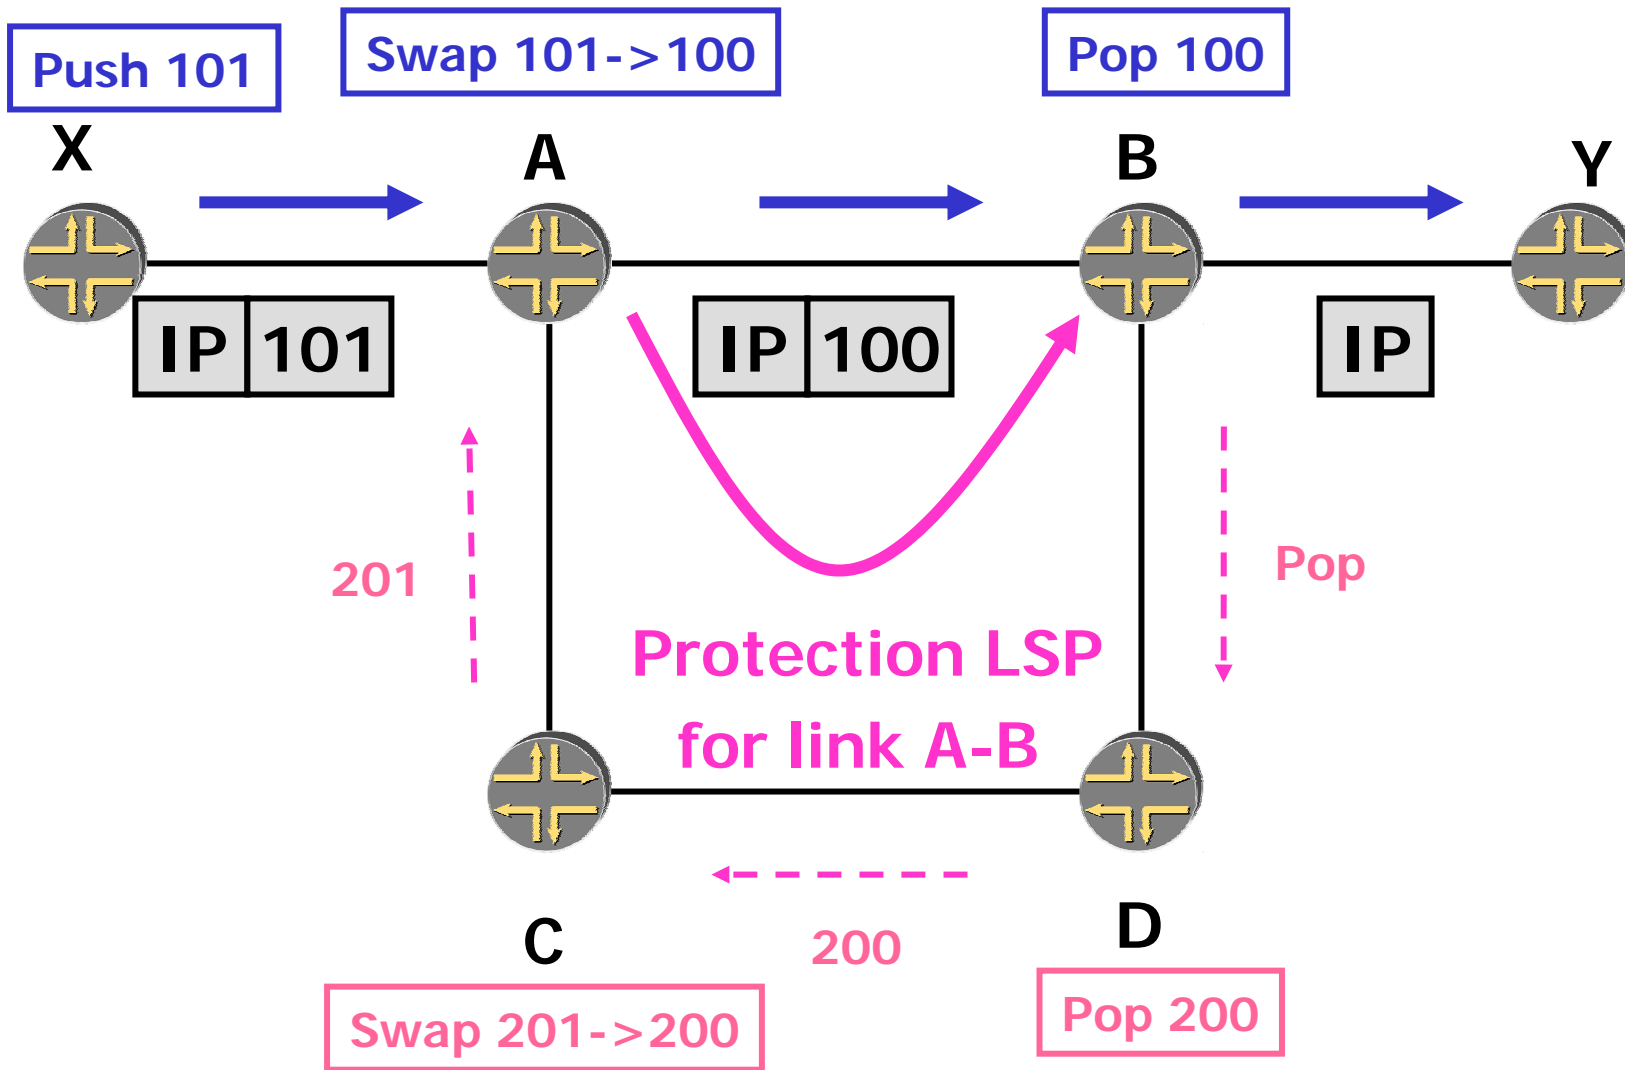 Push 101
Swap 101->100
Pop 100
X
A
B
Y
IP 101
IP 100
IP
201
Pop
Protection LSP
for link A-B
C
200
D
Swap 201->200
Pop 200